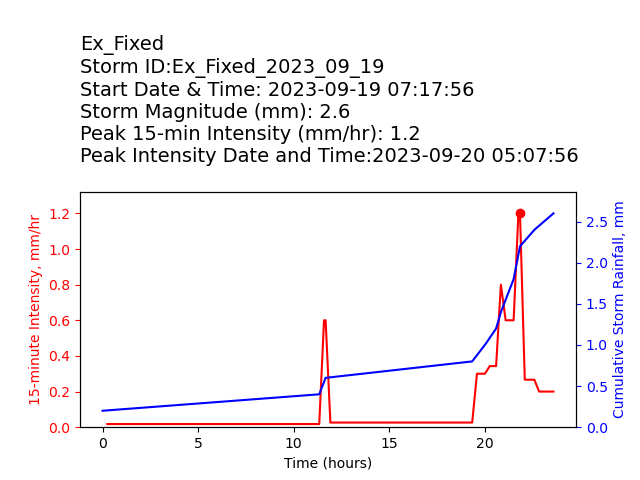 Ex_Fixed
Storm ID:Ex_Fixed_2023_09_19
Start Date & Time: 2023-09-19 07:17:56
Storm Magnitude (mm): 2.6
Peak 15-min Intensity (mm/hr): 1.2
Peak Intensity Date and Time:2023-09-20 05:07:56
15-minute Intensity, mm/hr
1.2
1.0
0.8
0.6
0.4
0.2
0.0
2.5
2.0
1.5
1.0
0.5
0.0
Cumulative Storm Rainfall, mm
0 5 10 15 20
Time (hours)